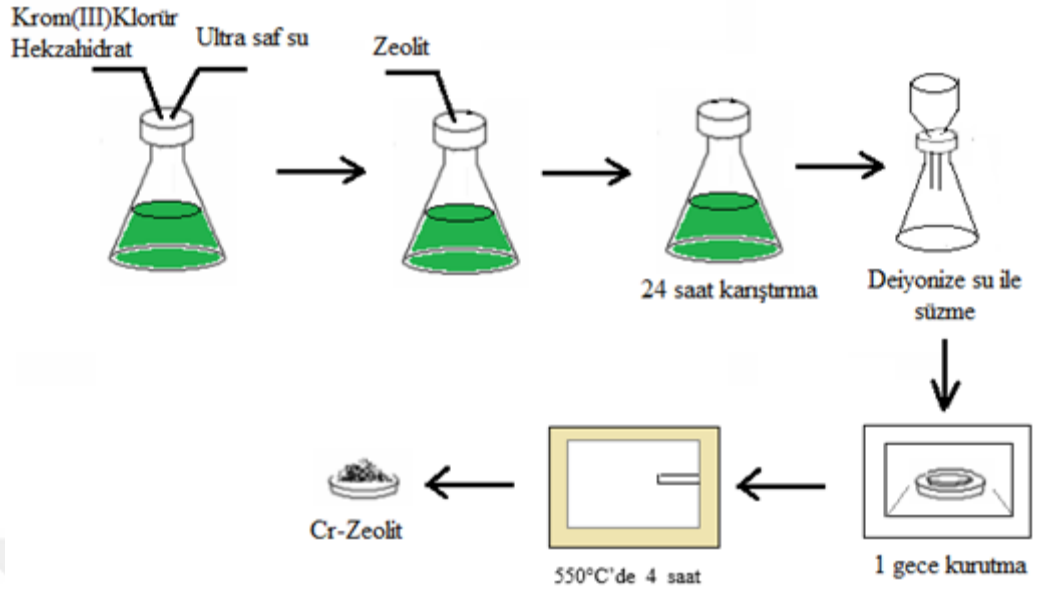 Krom(III)Klorür
Hekzahidrat
Ultra saf su
Zeolit
24 saat karıştırma
Deiyonize su ile
süzme
1 gece kurutma
550°C'de 4 saat
Cr-Zeolit